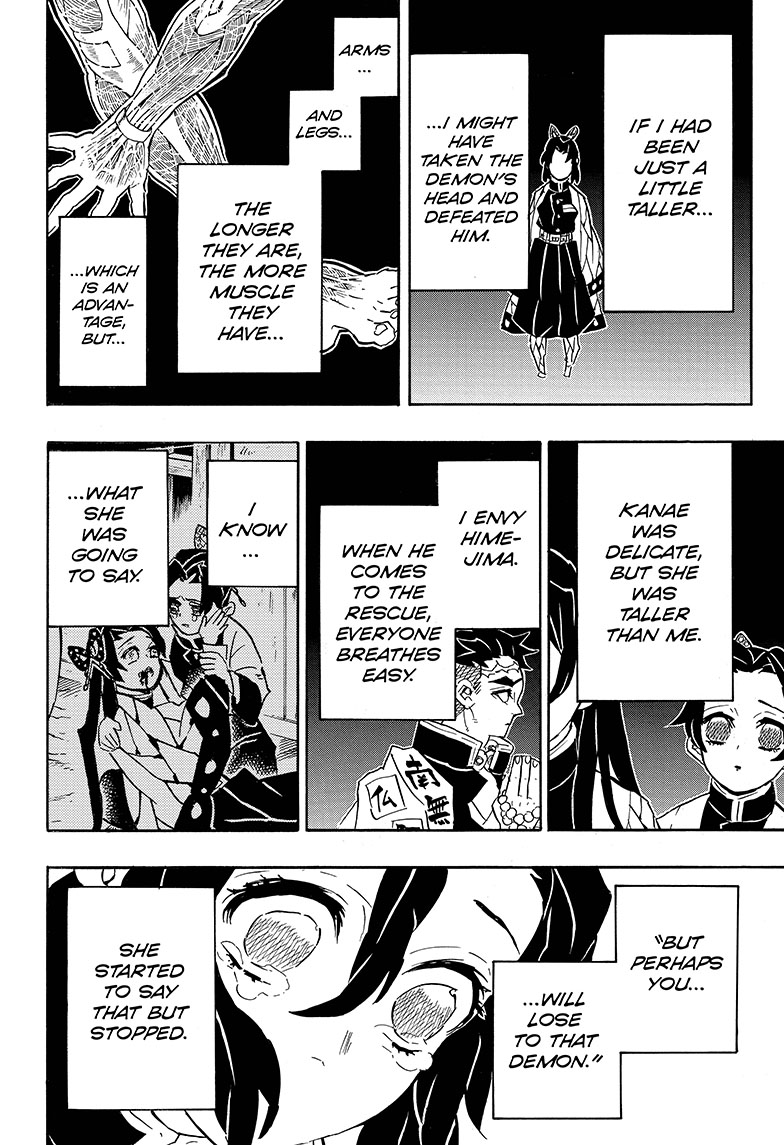 IF I HAD
BEEN
JUST A
LITTLE
TALLER...
...I MIGHT
HAVE
TAKEN THE
DEMON'S
HEAD AND
DEFEATED
HIM.
ARMS
...
AND
LEGS...
THE
LONGER
THEY ARE,
THE MORE
MUSCLE
THEY
HAVE...
...WHICH
IS AN
ADVAN-
TAGE,
BUT...
KANAE
WAS
DELICATE,
BUT SHE
WAS
TALLER
THAN ME.
I ENVY
HIME-
JIMA.
WHEN HE
COMES
TO THE
RESCUE,
EVERYONE
BREATHES
EASY.
南無
仏
I
KNOW
...
...WHAT
SHE
WAS
GOING
TO SAY.
"BUT
PERHAPS
YOU...
...WILL
LOSE
TO THAT
DEMON."
SHE
STARTED
TO SAY
THAT BUT
STOPPED.